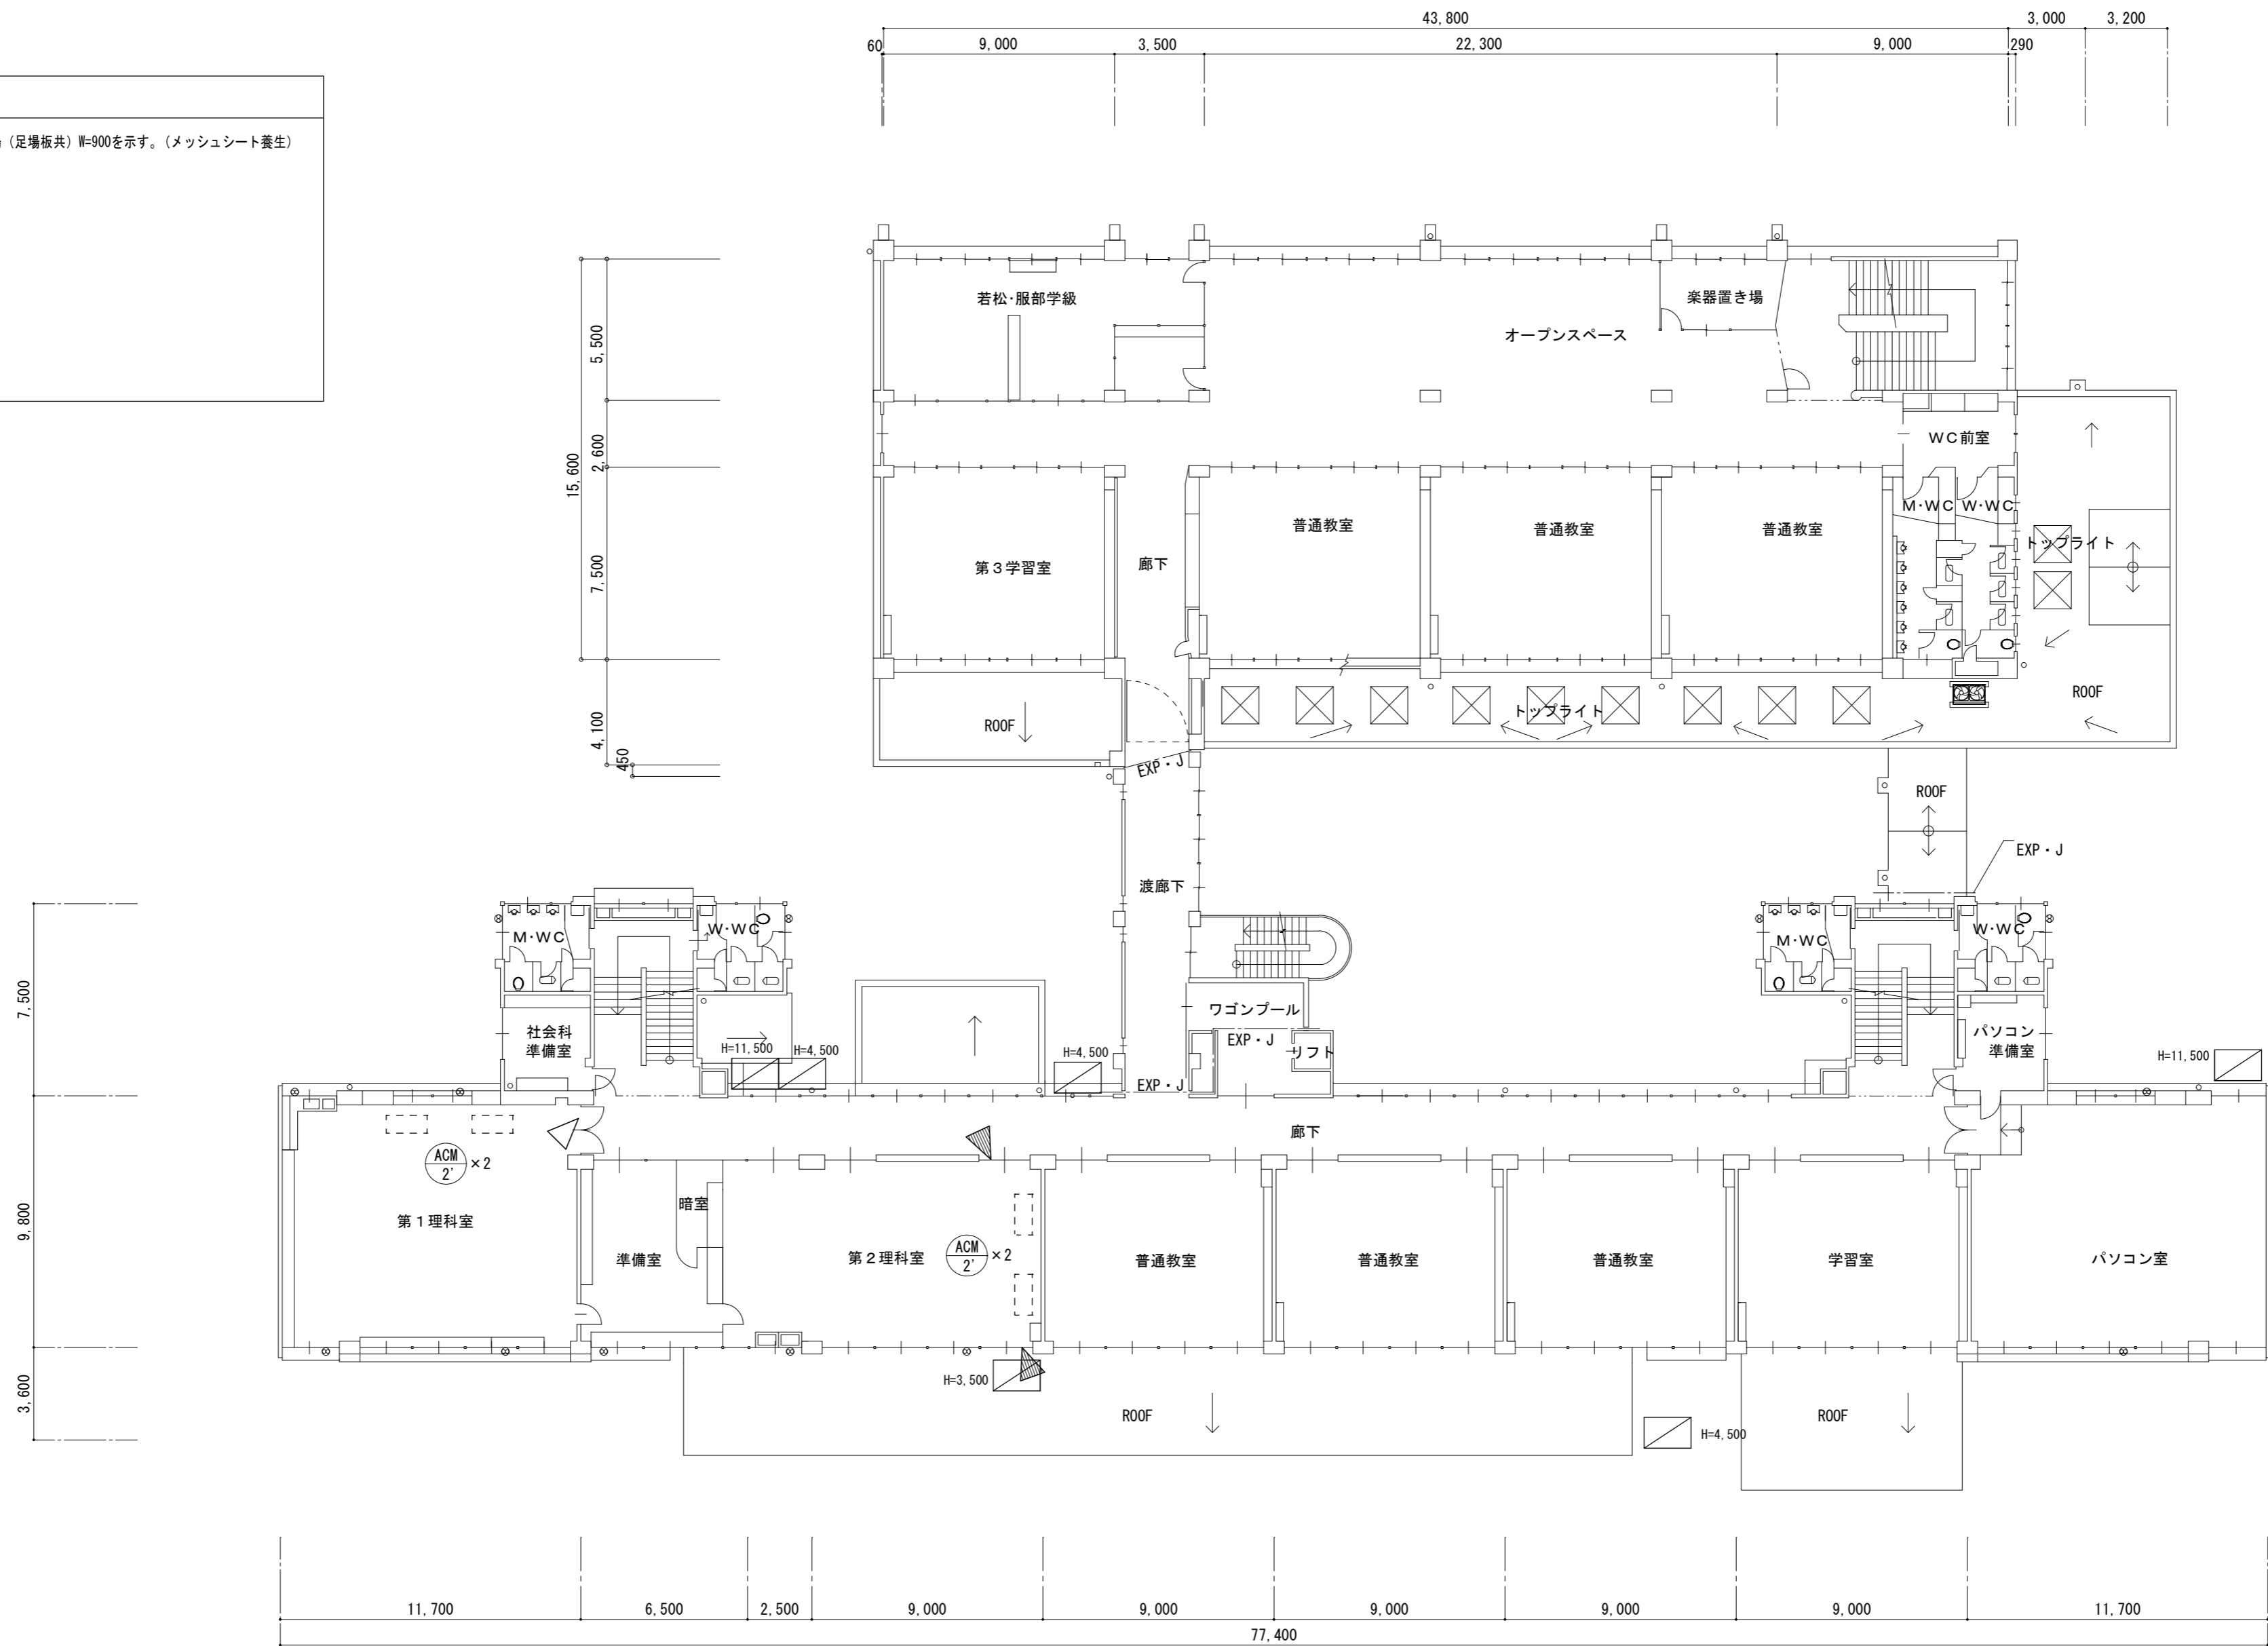 43,800
3,000
3,200
60
9,000
3,500
22,300
9,000
290
（足場板共）W=900を示す。（メッシュシート養生）
若松・服部学級
楽器置き場
オープンスペース
5,500
15,600
2,600
WC前室
M・WC
W・WC
普通教室
普通教室
普通教室
トップライト
第3学習室
廊下
7,500
ROOF
トップライト
ROOF
4,100
450
EXP・J
ROOF
EXP・J
渡廊下
M・WC
W・WC
M・WC
W・WC
7,500
社会科
準備室
ワゴンプール
EXP・J
リフト
パソコン
準備室
H=11,500
H=4,500
H=4,500
H=11,500
EXP・J
廊下
ACM
2'
×2
暗室
第1理科室
9,800
準備室
第2理科室
ACM
2'
×2
普通教室
普通教室
普通教室
学習室
パソコン室
H=3,500
3,600
ROOF
ROOF
H=4,500
11,700
6,500
2,500
9,000
9,000
9,000
9,000
9,000
11,700
77,400